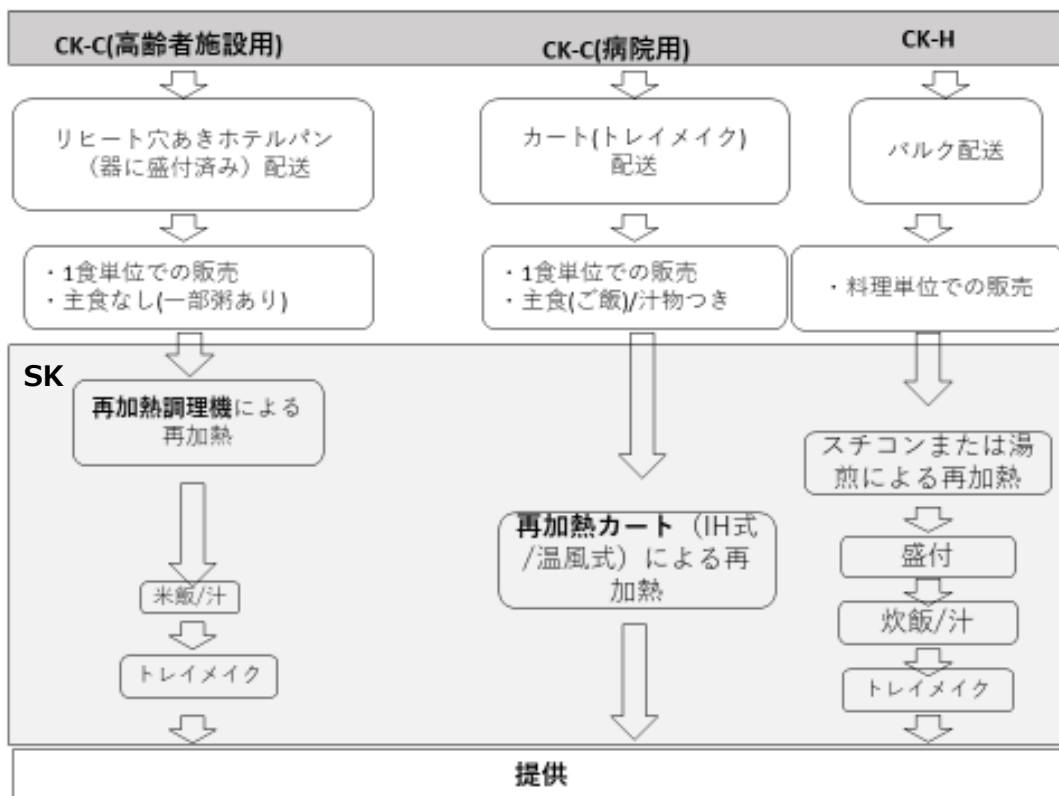 CK-C(高齢者施設用)
CK-C(病院用)
CK-H
リヒート穴あきホテルパン
（器に盛付済み）配送
カート(トレイメイク)
配送
バルク配送
・1食単位での販売
・主食なし(一部粥あり)
・1食単位での販売
・主食(ご飯)/汁物つき
・料理単位での販売
SK
再加熱調理機による
再加熱
米飯/汁
トレイメイク
再加熱カート（IH式
/温風式）による再
加熱
スチコンまたは湯
煎による再加熱
盛付
炊飯/汁
トレイメイク
提供